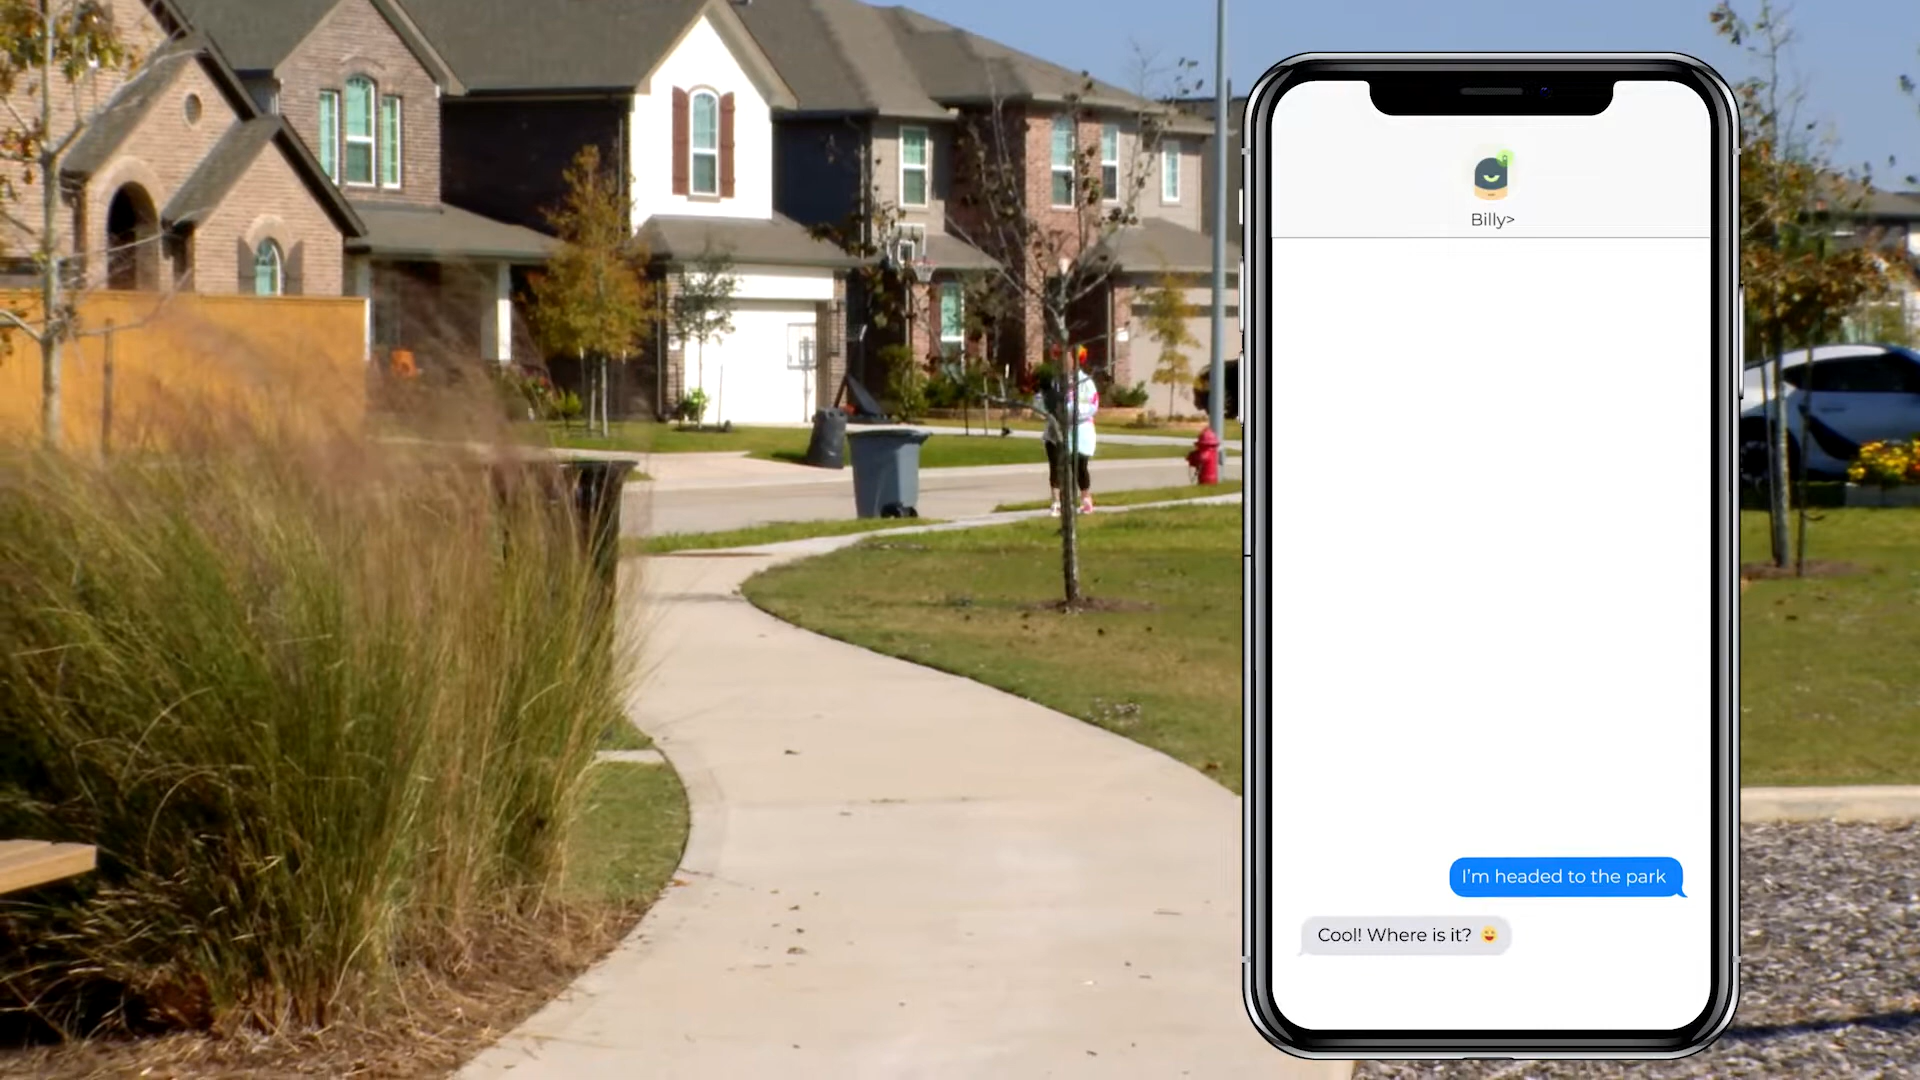 Billy>
I'm headed to the park
Cool! Where is it? 😄